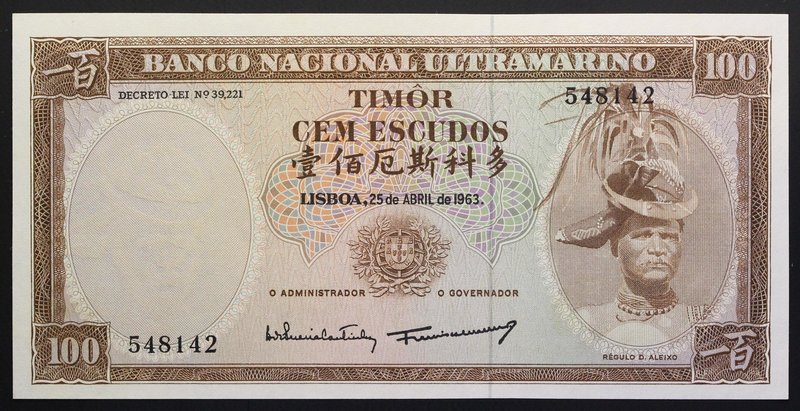 一百
BANCO NACIONAL ULTRAMARINO
100
DECRETO-LEI Nº 39,221
TIMÔR
548142
CEM ESCUDOS
壹佰厄斯科多
LISBOA, 25 de ABRIL de 1963.
O ADMINISTRADOR
O GOVERNADOR
100
548142
一百
RÉGULO D. ALEIXO